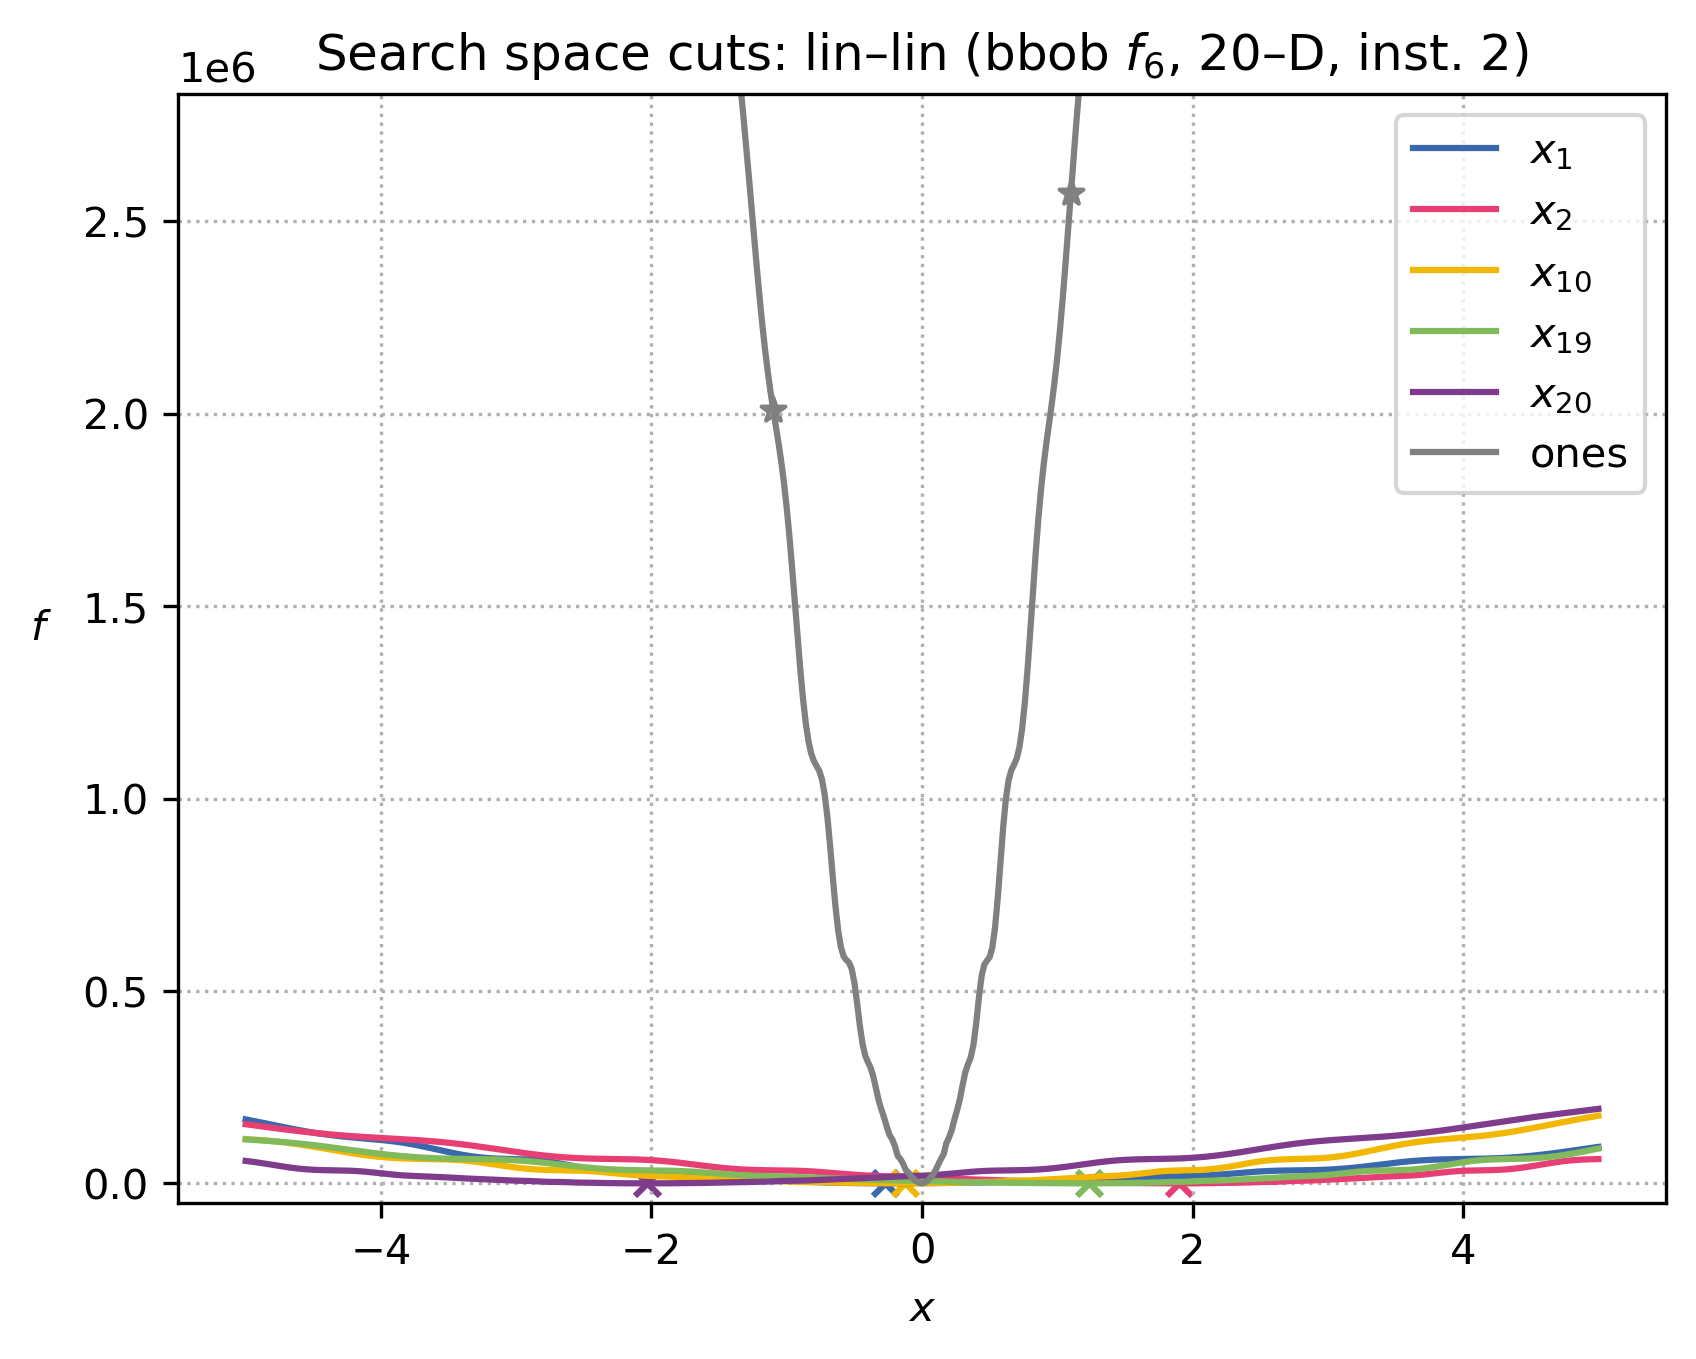 Search space cuts: lin–lin (bbob f6, 20–D, inst. 2)
1e6
x1
x2
x10
x19
x20
ones
2.5
2.0
1.5
1.0
0.5
0.0
f
−4
−2
0
2
4
x